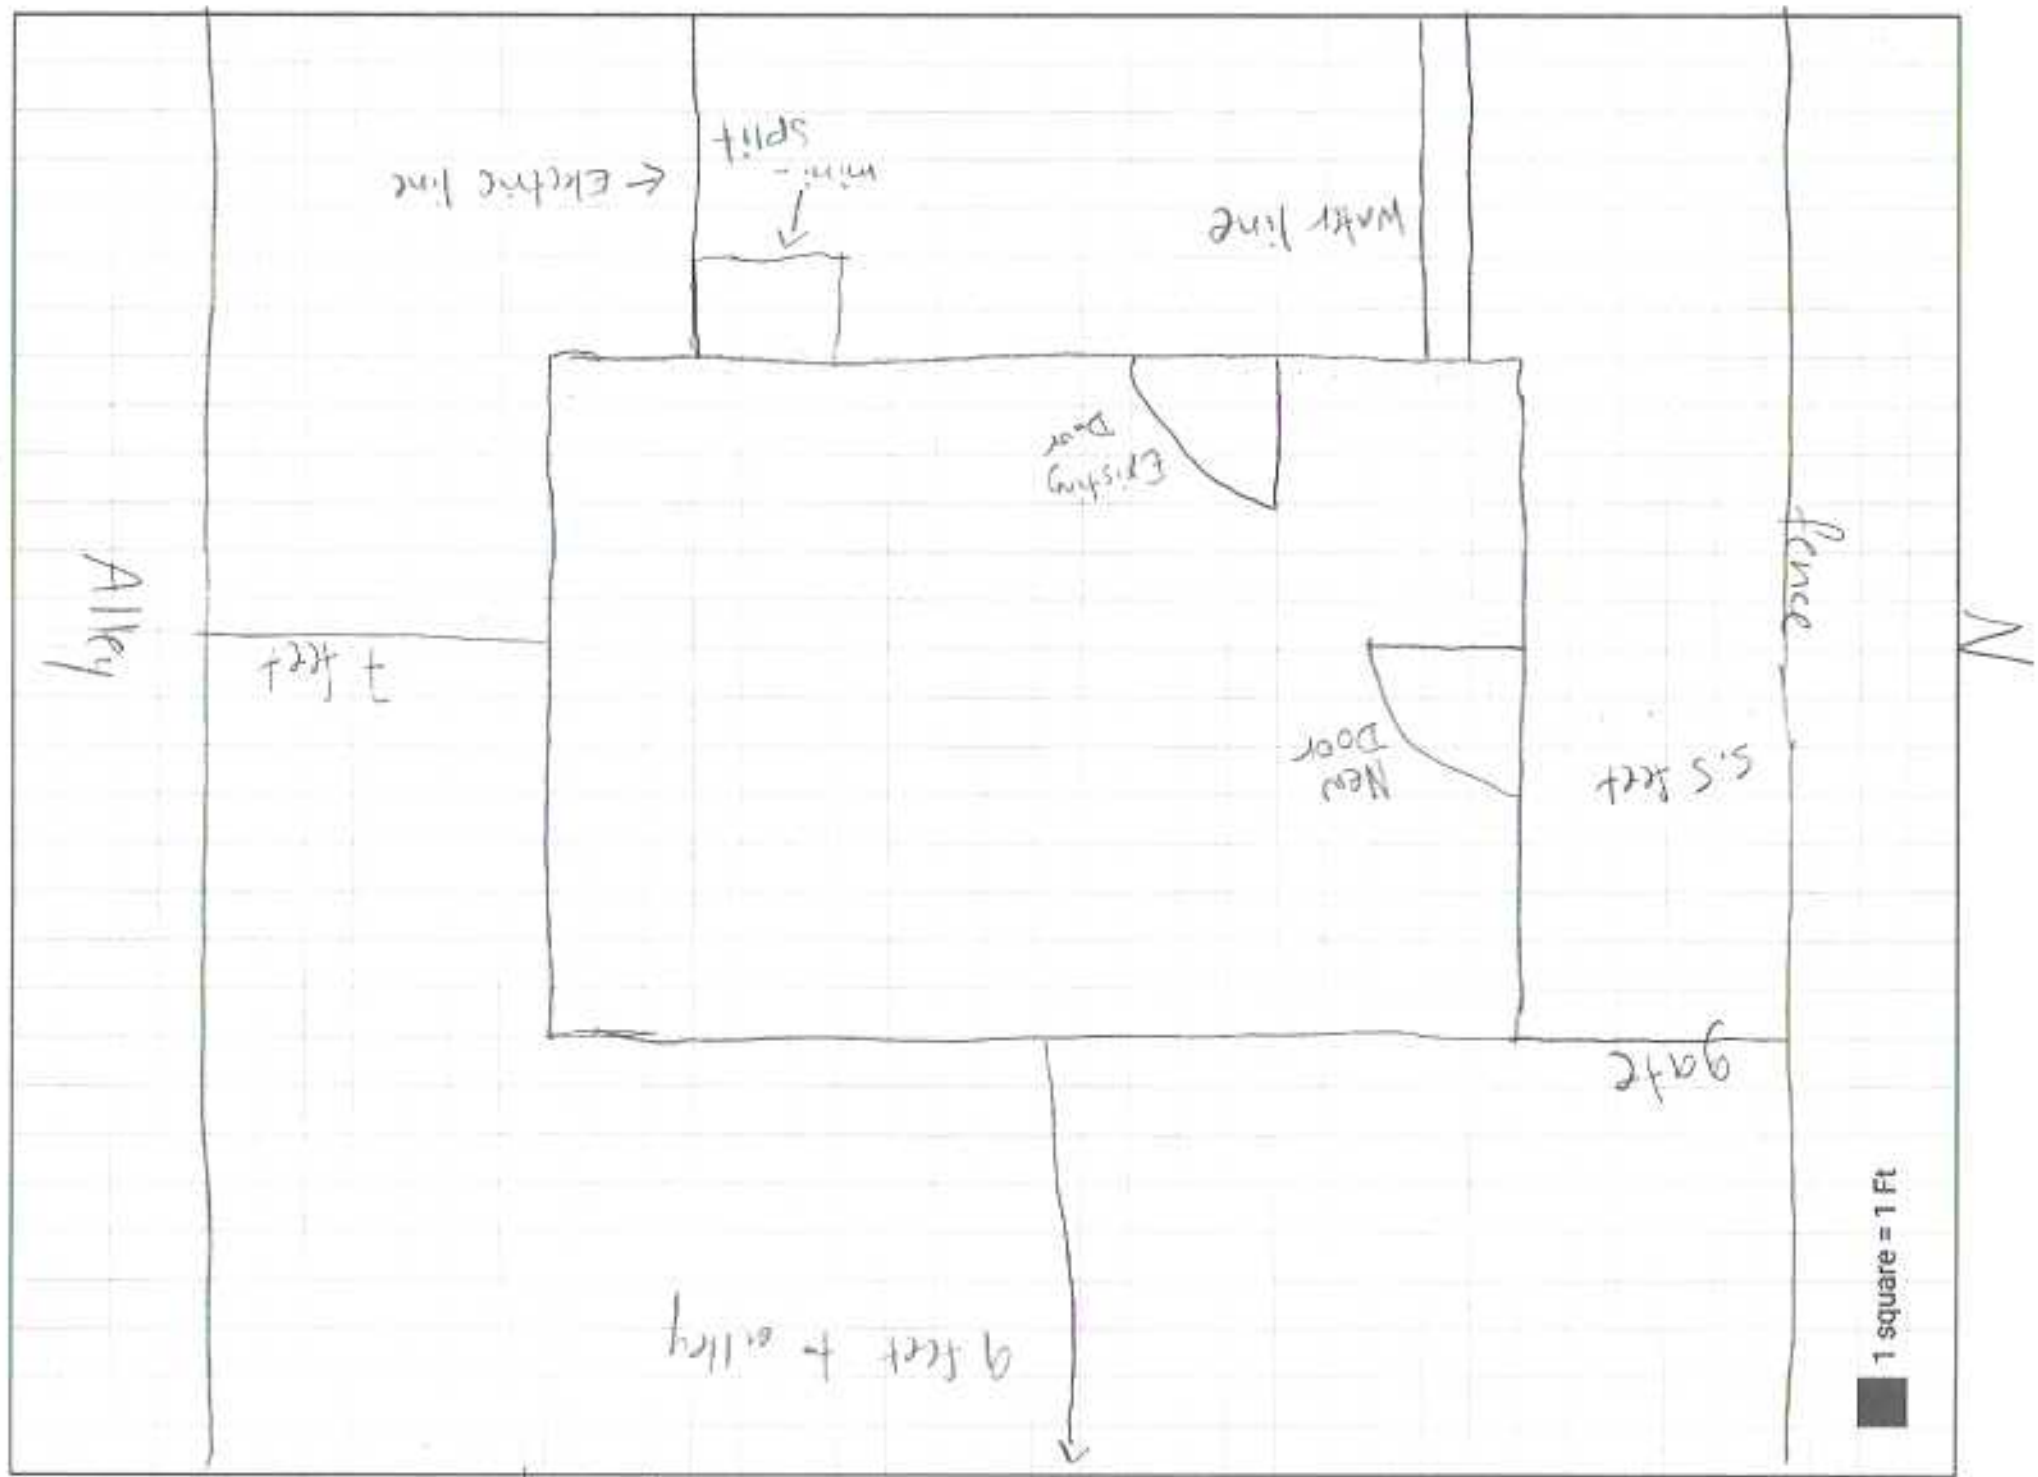 Alley
7 feet
← Electric line
mini-
split
Water line
Existing
Door
New
Door
5.5 feet
fence
gate
9 feet to alley
N
1 square = 1 Ft